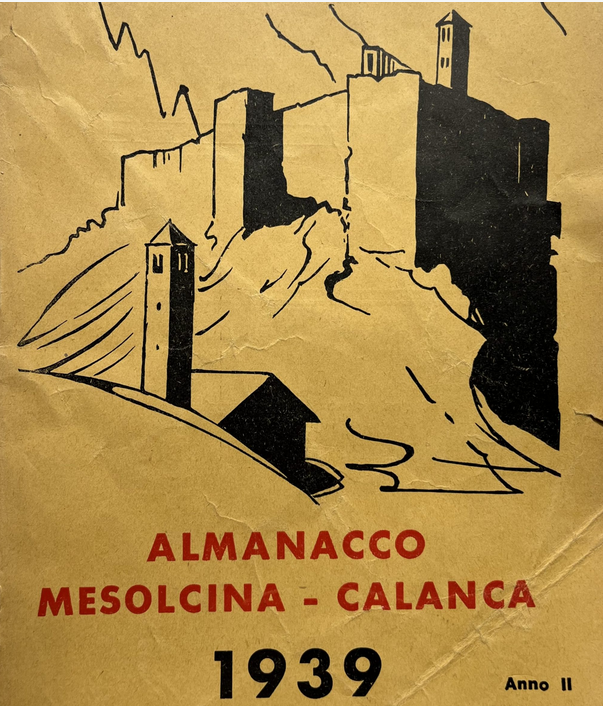 ALMANACCO
MESOLCINA - CALANCA
1939
Anno II